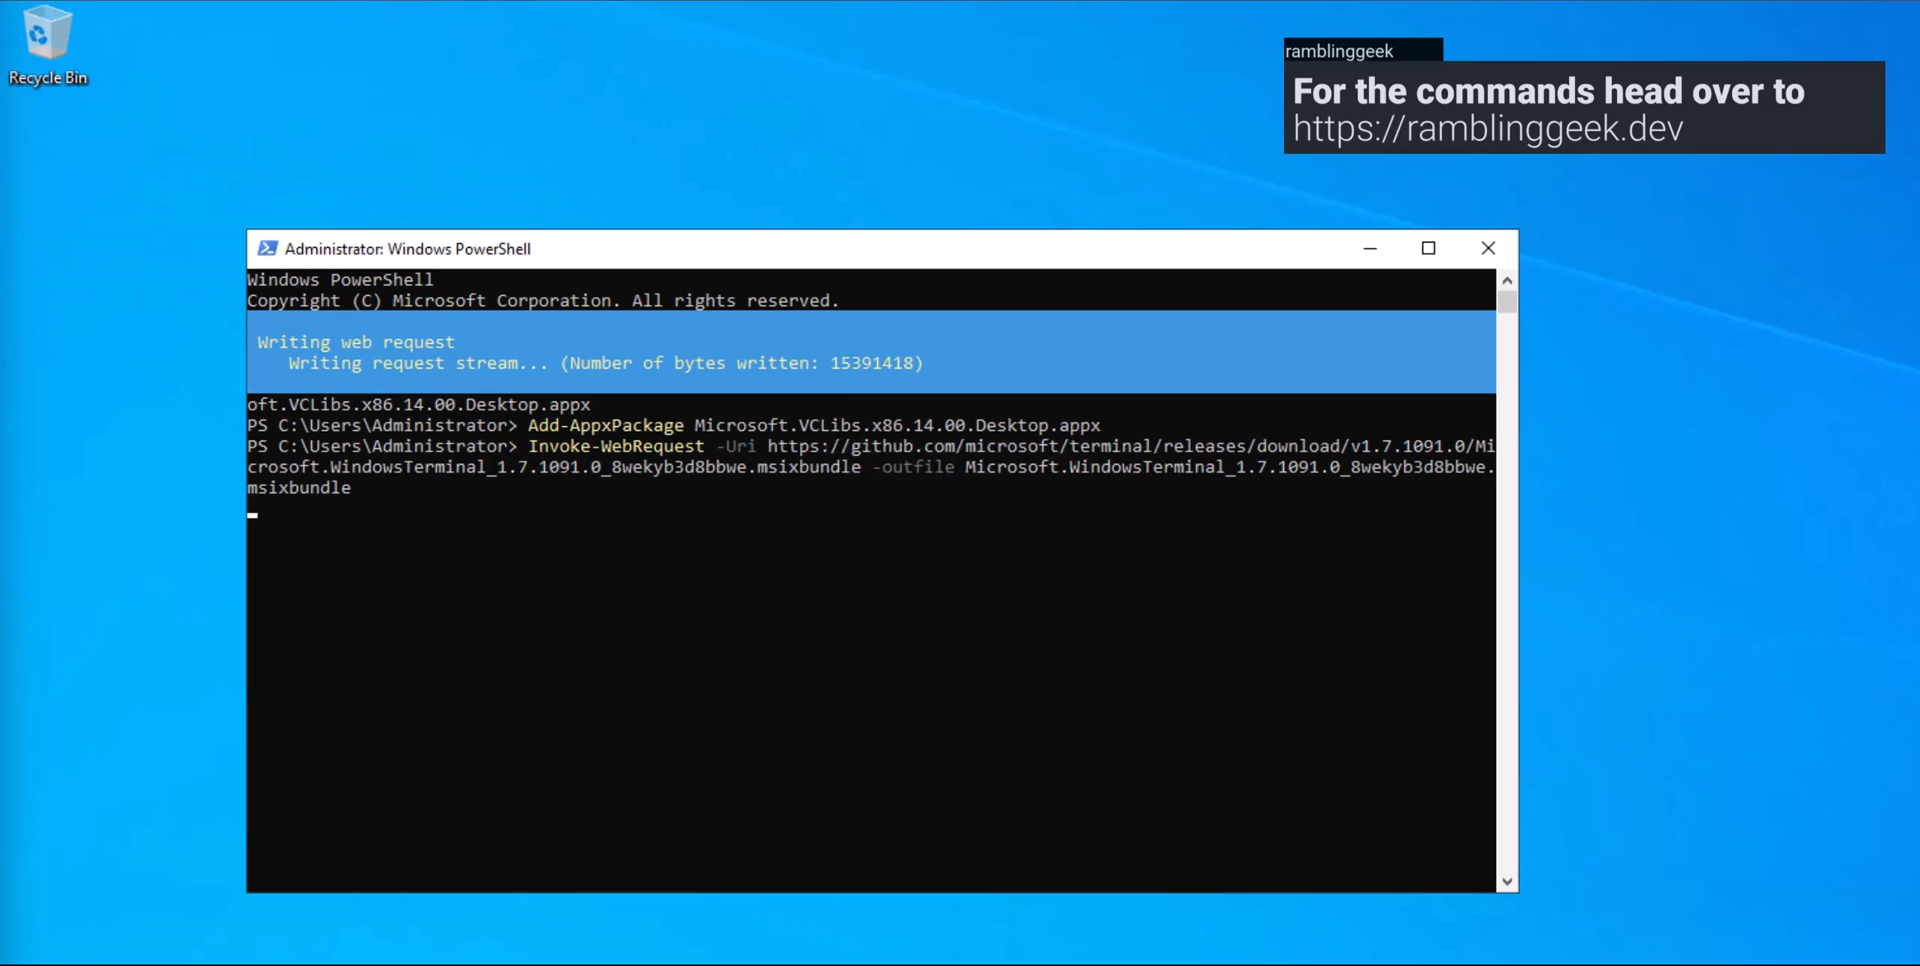 Recycle Bin
ramblinggeek
For the commands head over to
https://ramblinggeek.dev
Administrator: Windows PowerShell
Windows PowerShell
Copyright (C) Microsoft Corporation. All rights reserved.
Writing web request
Writing request stream... (Number of bytes written: 15391418)
oft.VCLibs.x86.14.00.Desktop.appx
PS C:\Users\Administrator> Add-AppxPackage Microsoft.VCLibs.x86.14.00.Desktop.appx
PS C:\Users\Administrator> Invoke-WebRequest -Uri https://github.com/microsoft/terminal/releases/download/v1.7.1091.0/Mi
crosoft.WindowsTerminal_1.7.1091.0_8wekyb3d8bbwe.msixbundle -outfile Microsoft.WindowsTerminal_1.7.1091.0_8wekyb3d8bbwe.
msixbundle